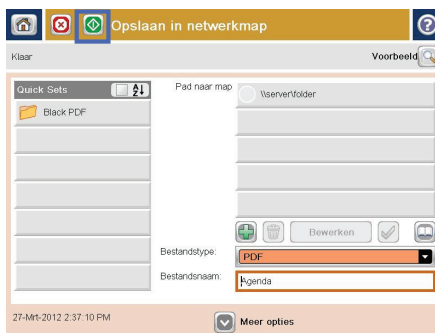 Opslaan in netwerkmap
Klaar
Voorbeeld
Quick Sets
Black PDF
Pad naar map
\\server\folder
Bewerken
Bestandstype:
PDF
Bestandsnaam:
Agenda
27-Mrt-2012 2:37:10 PM
Meer opties